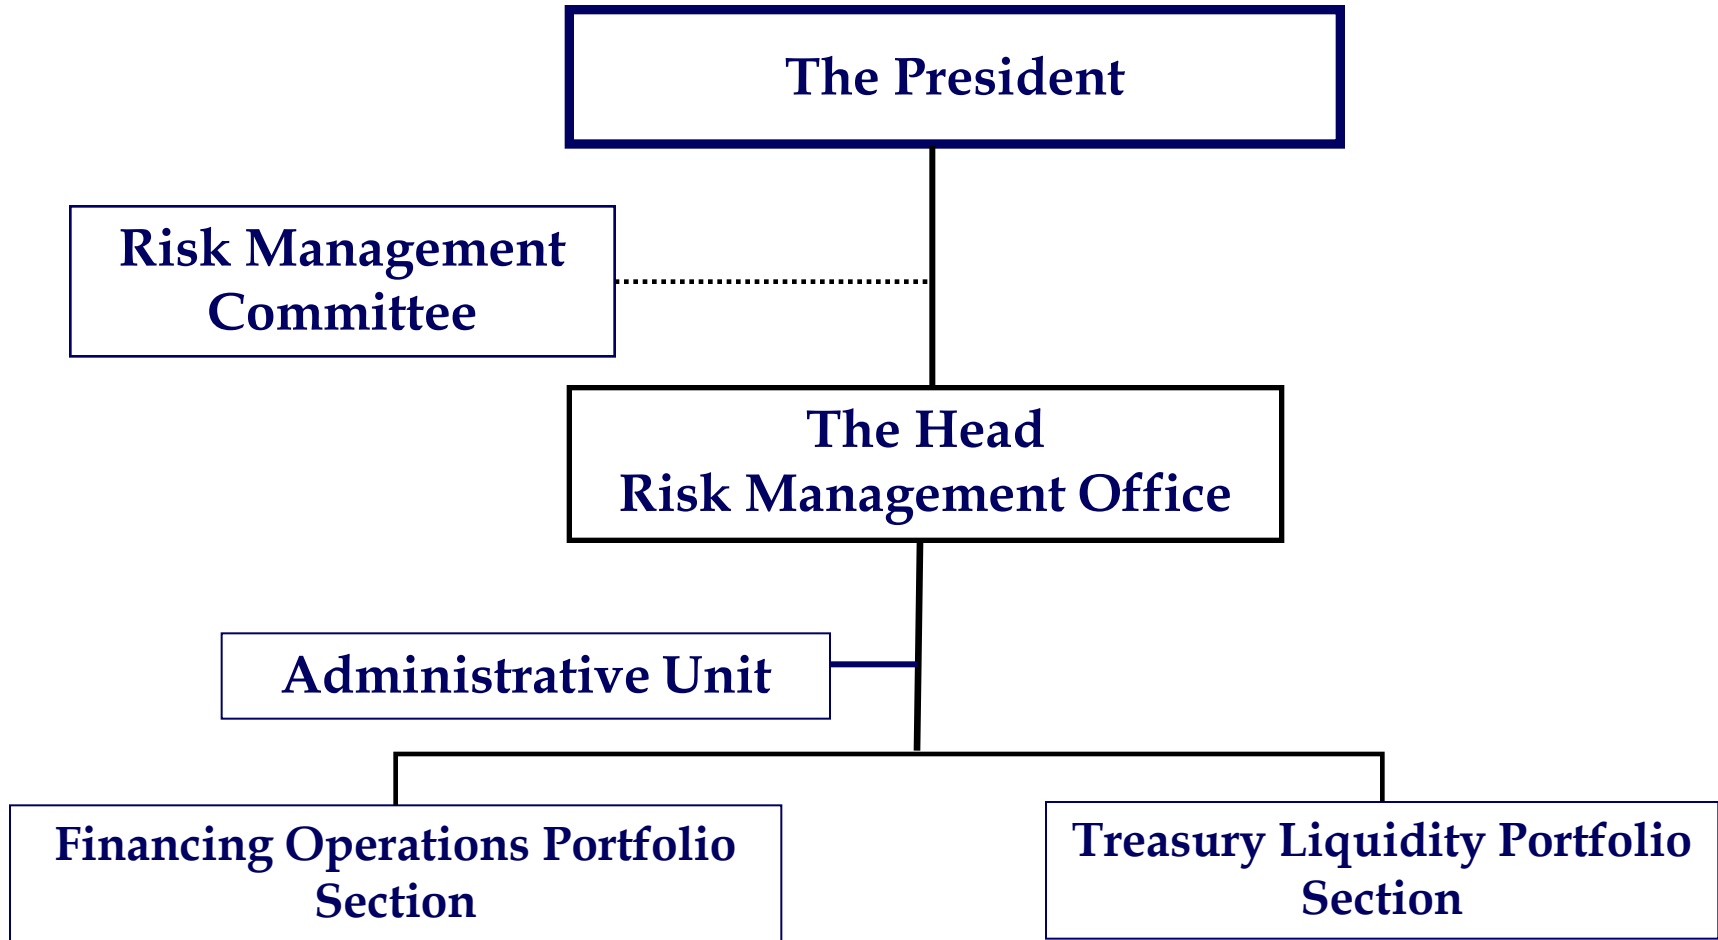 The President
Risk Management
Committee
The Head
Risk Management Office
Administrative Unit
Financing Operations Portfolio
Section
Treasury Liquidity Portfolio
Section